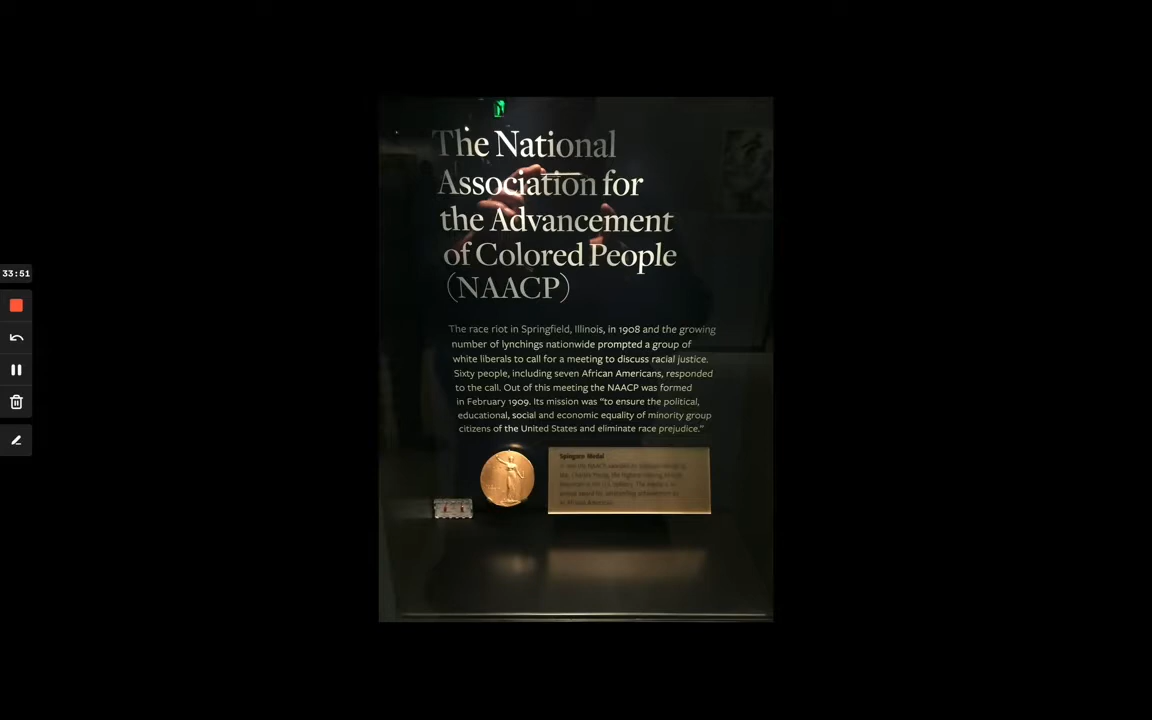 The National
Association for
the Advancement
of Colored People
(NAACP)
The race riot in Springfield, Illinois, in 1908 and the growing
number of lynchings nationwide prompted a group of
white liberals to call for a meeting to discuss racial justice.
Sixty people, including seven African Americans, responded
to the call. Out of this meeting the NAACP was formed
in February 1909. Its mission was “to ensure the political,
educational, social and economic equality of minority group
citizens of the United States and eliminate race prejudice.”
Spingarn Medal
33:51